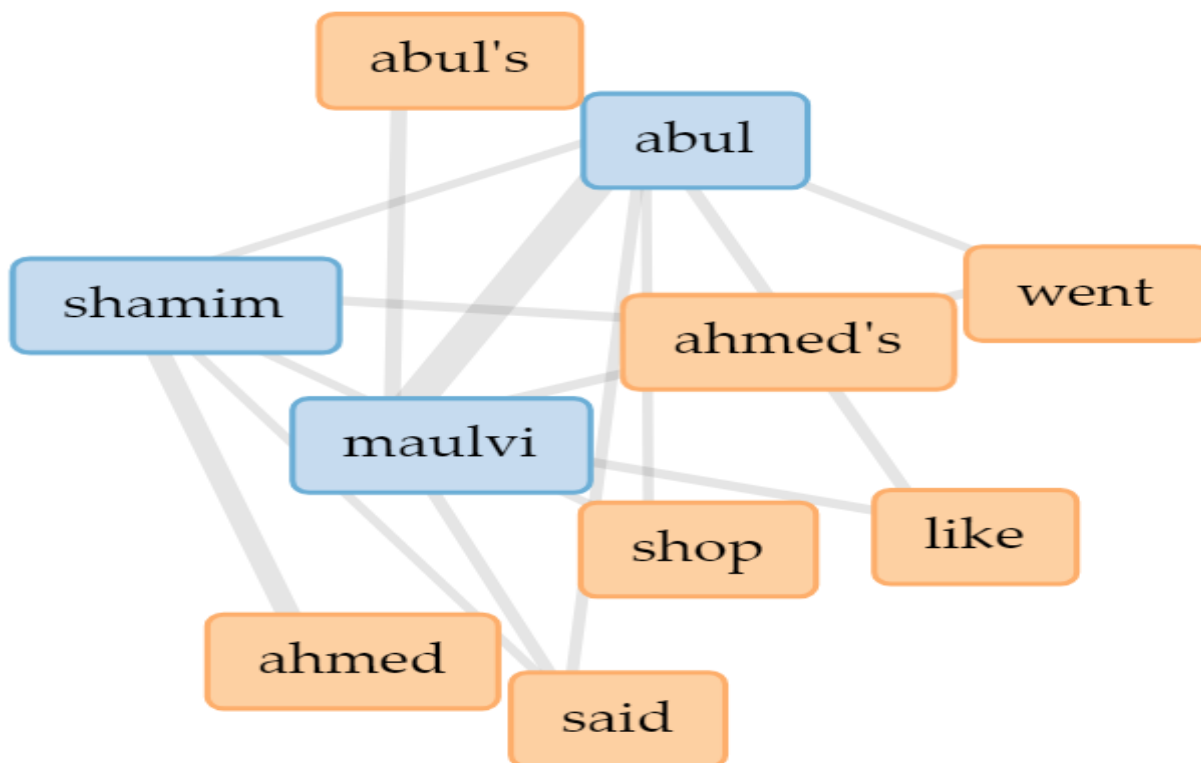 abul's
abul
went
shamim
ahmed's
maulvi
like
shop
ahmed
said